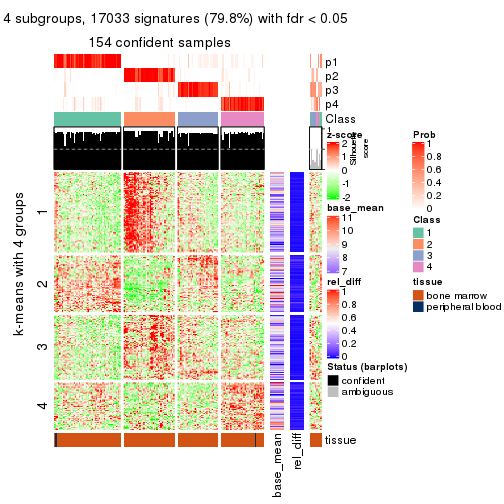 4 subgroups, 17033 signatures (79.8%) with fdr < 0.05
154 confident samples
p1
p2
p3
p4
Class
1
Silhouette
score
k-means with 4 groups
1
2
3
4
tissue
base_mean
rel_diff
z-score
2
1
0
-1
-2
base_mean
11
10
9
8
7
rel_diff
1
0.8
0.6
0.4
0.2
0
Status (barplots)
confident
ambiguous
Prob
1
0.8
0.6
0.4
0.2
0
Class
1
2
3
4
tissue
bone marrow
peripheral blood